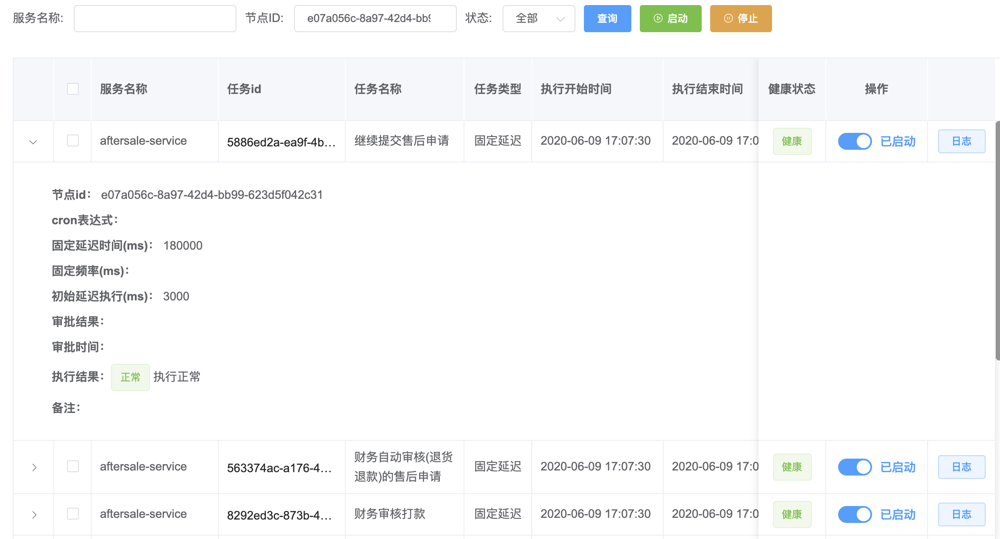 服务名称: 节点ID: e07a056c-8a97-42d4-bb9 状态: 全部 查询 启动 停止
服务名称 任务id 任务名称 任务类型 执行开始时间 执行结束时间 健康状态 操作
aftersale-service 5886ed2a-ea9f-4b... 继续提交售后申请 固定延迟 2020-06-09 17:07:30 2020-06-09 17:0 健康 已启动 日志
节点id： e07a056c-8a97-42d4-bb99-623d5f042c31
cron表达式：
固定延迟时间(ms)： 180000
固定频率(ms)：
初始延迟执行(ms)： 3000
审批结果：
审批时间：
执行结果： 正常 执行正常
备注：
aftersale-service 563374ac-a176-4... 财务自动审核(退货 固定延迟 2020-06-09 17:07:30 2020-06-09 17:0 健康 已启动 日志
退款)的售后申请
aftersale-service 8292ed3c-873b-4... 财务审核打款 固定延迟 2020-06-09 17:07:30 2020-06-09 17:0 健康 已启动 日志